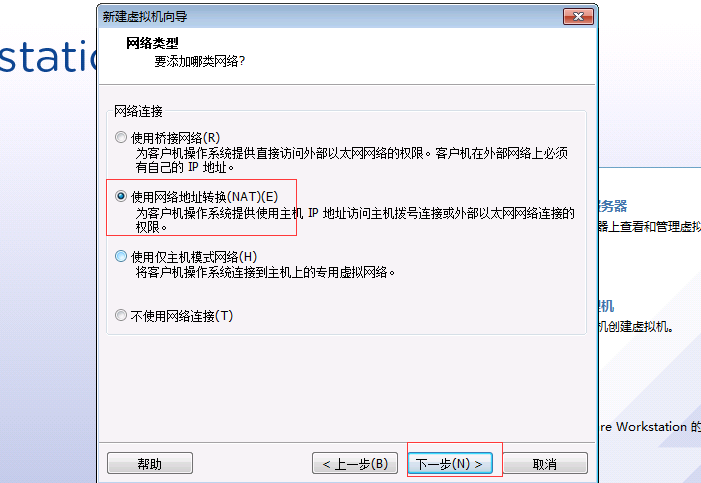 新建虚拟机向导
网络类型
要添加哪类网络?
网络连接
使用桥接网络(R)
为客户机操作系统提供直接访问外部以太网网络的权限。客户机在外部网络上必须
有自己的 IP 地址。
使用网络地址转换(NAT)(E)
为客户机操作系统提供使用主机 IP 地址访问主机拨号连接或外部以太网网络连接的
权限。
使用仅主机模式网络(H)
将客户机操作系统连接到主机上的专用虚拟网络。
不使用网络连接(T)
帮助
< 上一步(B)
下一步(N) >
取消
static
务器
器上查看和管理虚拟
机
机创建虚拟机。
re Workstation 的